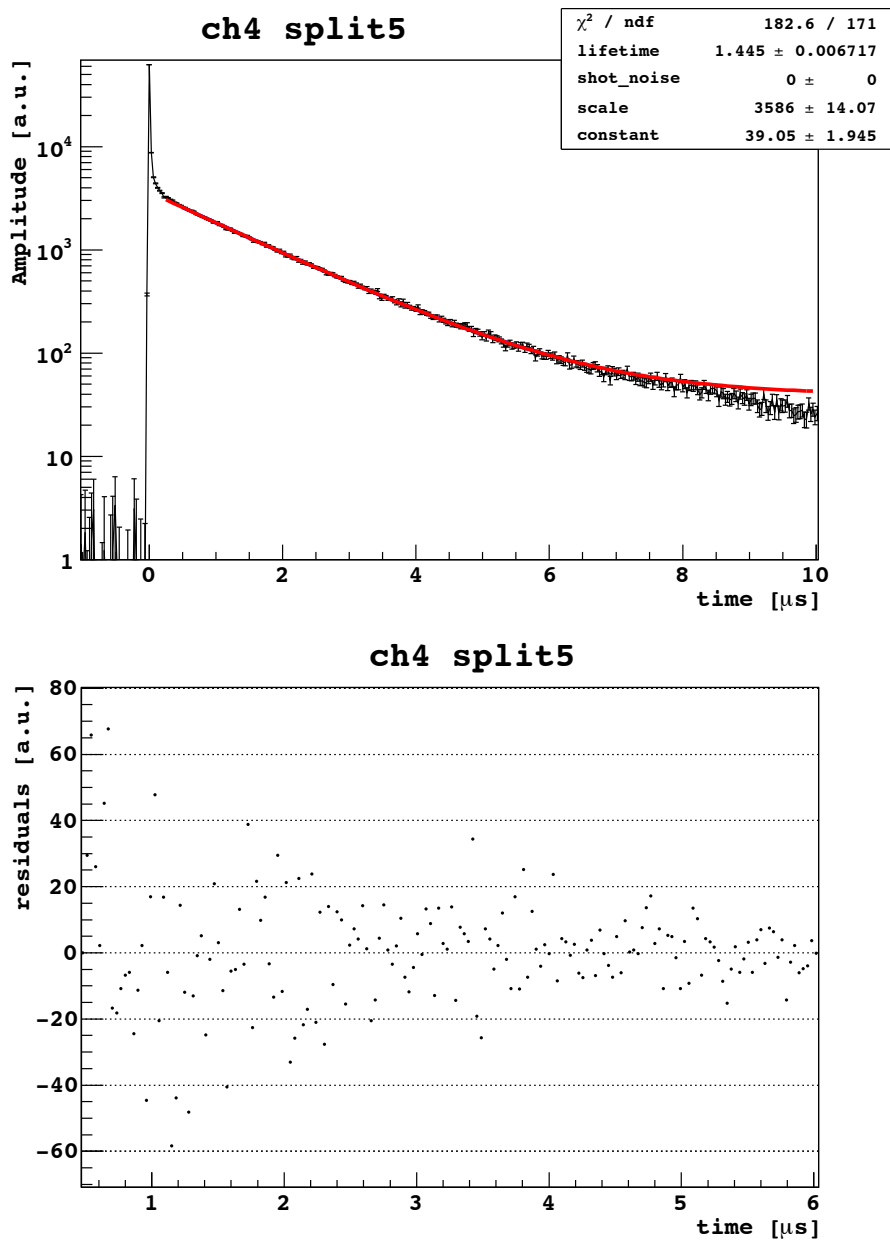 ch4 split5
χ² / ndf 182.6 / 171
lifetime 1.445 ± 0.006717
shot_noise 0 ± 0
scale 3586 ± 14.07
constant 39.05 ± 1.945
Amplitude [a.u.]
10⁴
10³
10²
10
1
0 2 4 6 8 10
time [μs]
ch4 split5
residuals [a.u.]
80
60
40
20
0
−20
−40
−60
1 2 3 4 5 6
time [μs]